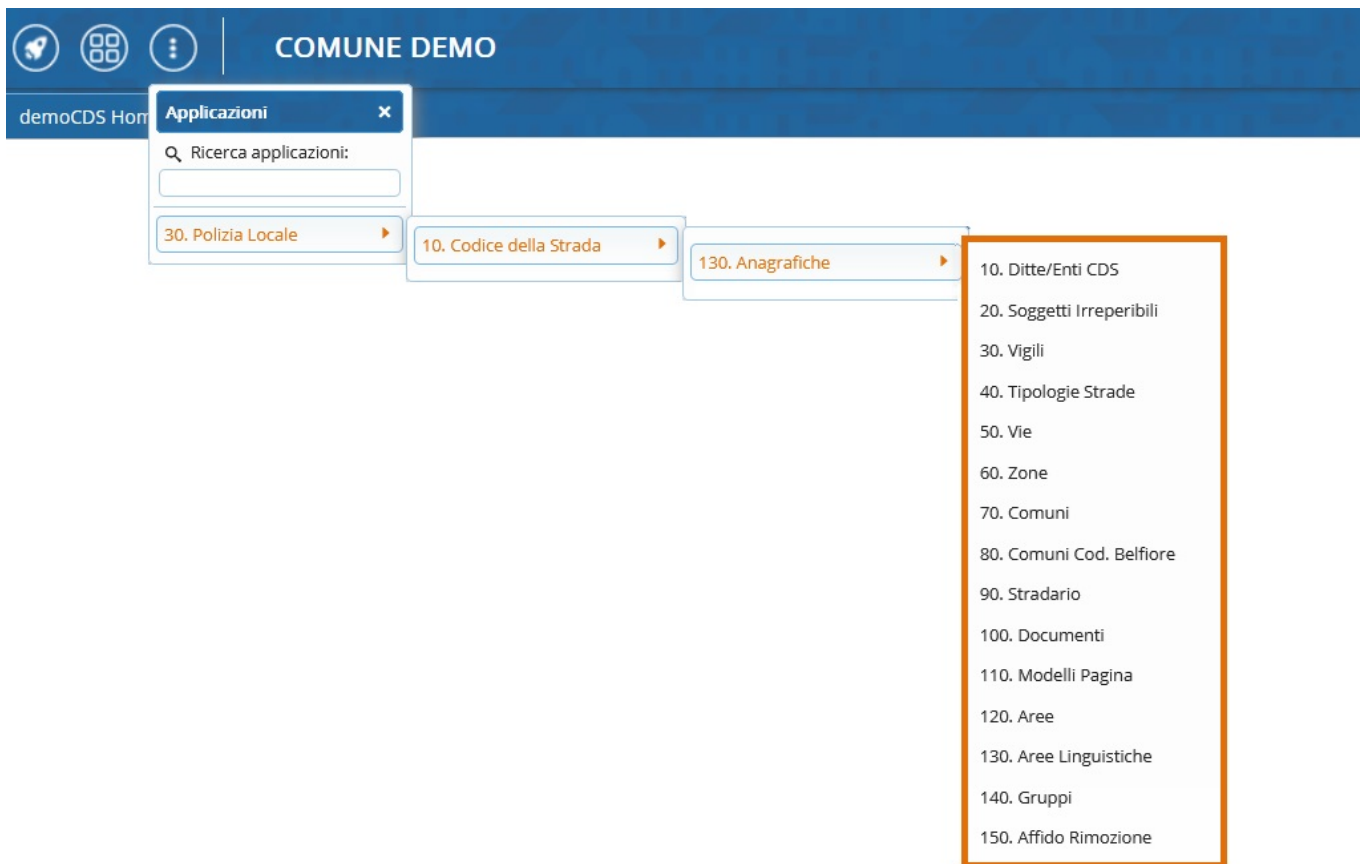 COMUNE DEMO
demoCDS Hom
Applicazioni
Ricerca applicazioni:
30. Polizia Locale
10. Codice della Strada
130. Anagrafiche
10. Ditte/Enti CDS
20. Soggetti Irreperibili
30. Vigili
40. Tipologie Strade
50. Vie
60. Zone
70. Comuni
80. Comuni Cod. Belfiore
90. Stradario
100. Documenti
110. Modelli Pagina
120. Aree
130. Aree Linguistiche
140. Gruppi
150. Affido Rimozione